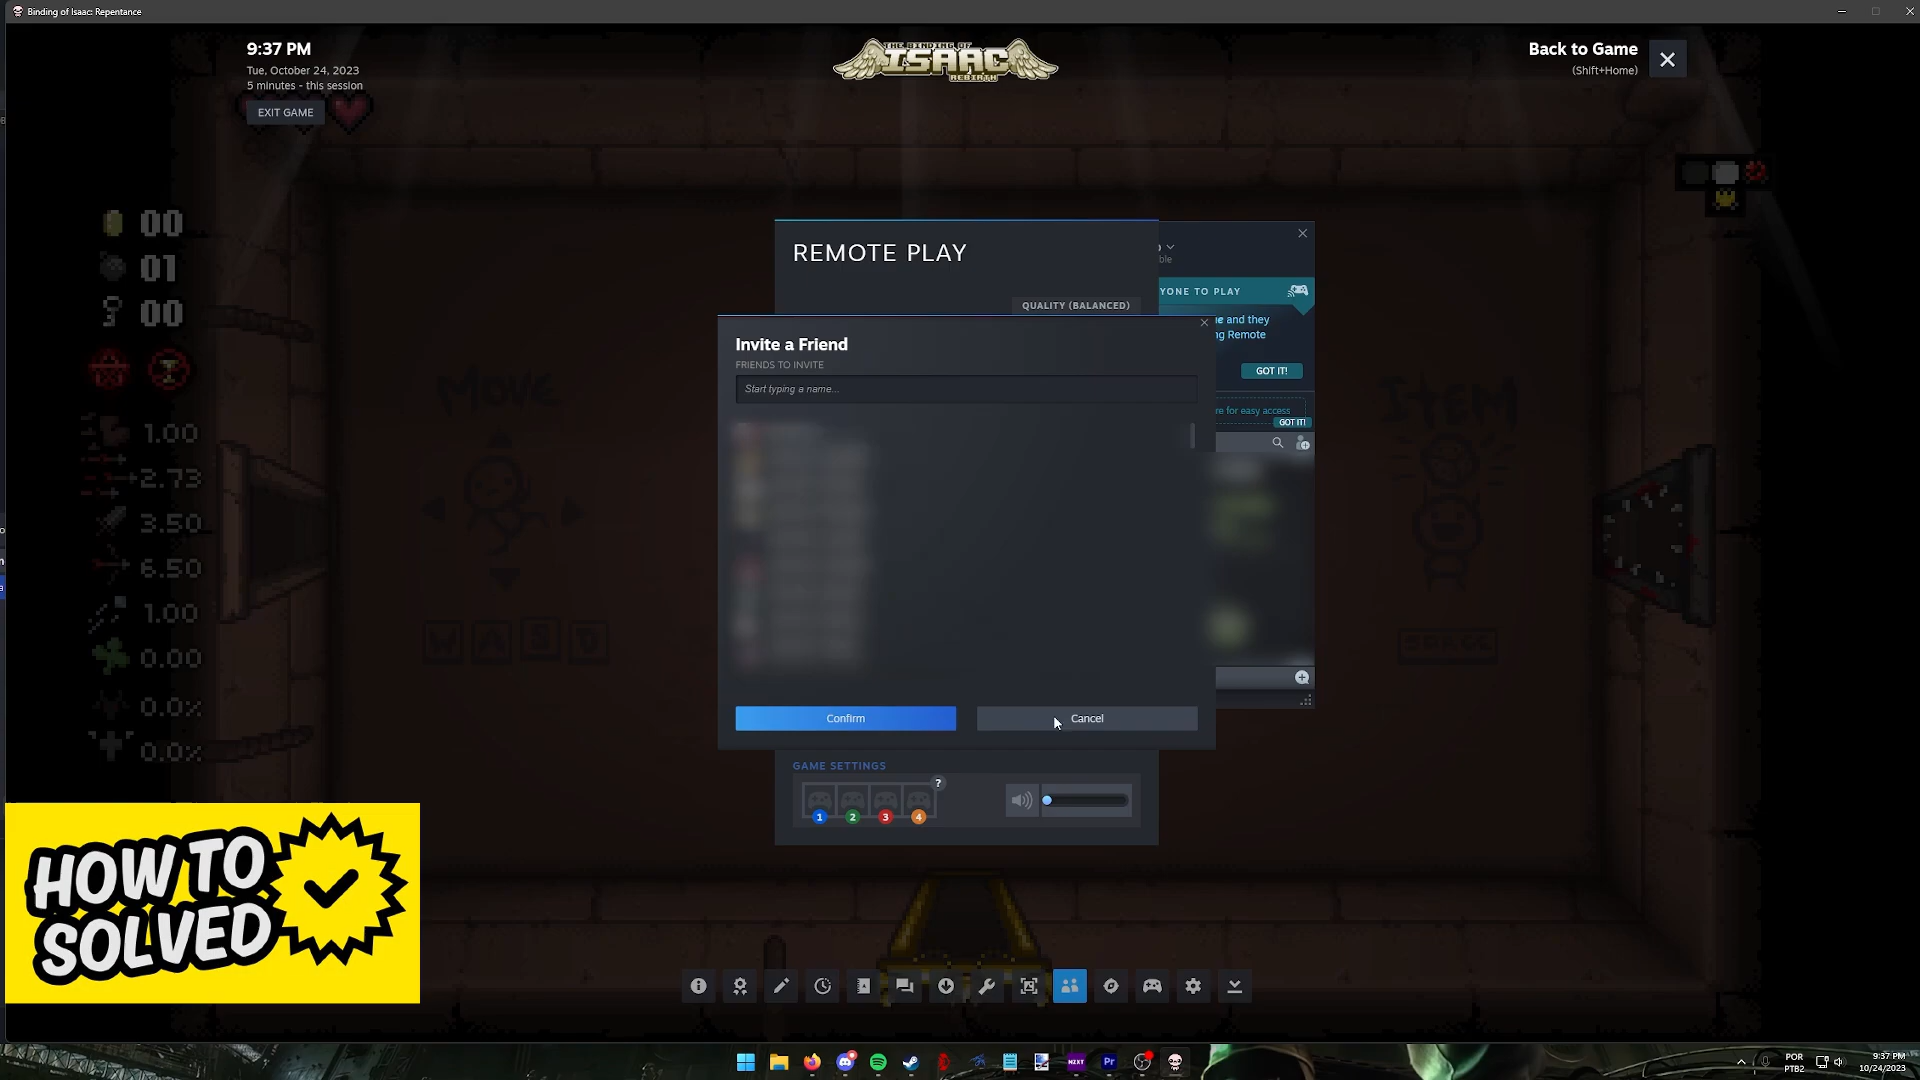 Binding of Isaac: Repentance
9:37 PM
Tue, October 24, 2023
5 minutes - this session
EXIT GAME
THE BINDING OF
ISAAC
REBIRTH
Back to Game
(Shift+Home)
00
01
00
1.00
2.73
3.50
6.50
1.00
0.00
0.0%
0.0%
MOVE
W A S D
ITEM
SPACE
REMOTE PLAY
QUALITY (BALANCED)
YONE TO PLAY
and they
ng Remote
GOT IT!
re for easy access
GOT IT!
Invite a Friend
FRIENDS TO INVITE
Start typing a name...
Confirm
Cancel
GAME SETTINGS
?
1 2 3 4
HOW TO
SOLVED
POR
PTB2
9:37 PM
10/24/2023